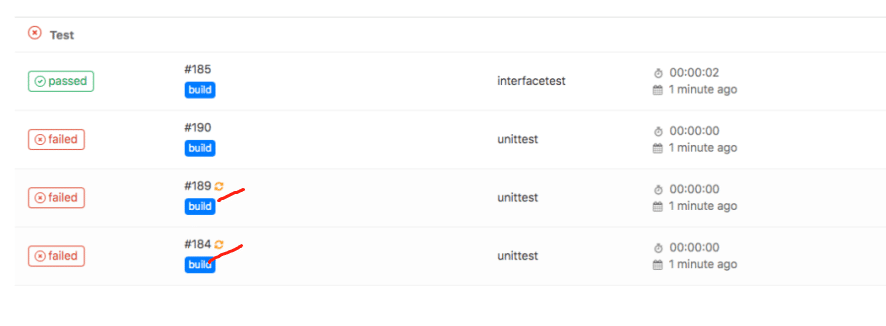 Test
passed
#185
build
interfacetest
00:00:02
1 minute ago
failed
#190
build
unittest
00:00:00
1 minute ago
failed
#189
build
unittest
00:00:00
1 minute ago
failed
#184
build
unittest
00:00:00
1 minute ago